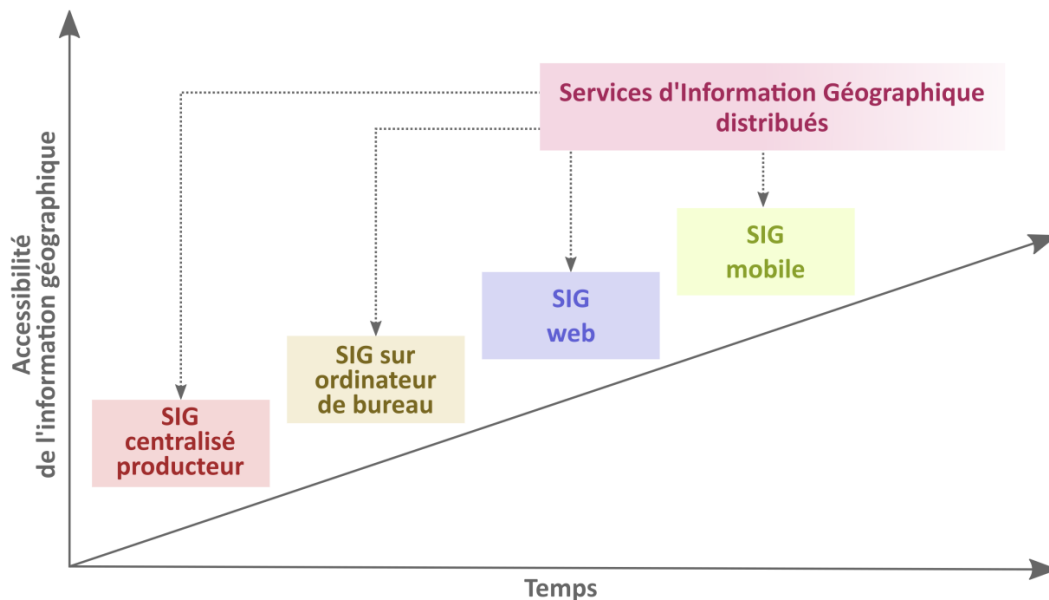 Services d'Information Géographique
distribués
SIG
mobile
SIG
web
SIG sur
ordinateur
de bureau
SIG
centralisé
producteur
Accessibilité
de l'information géographique
Temps